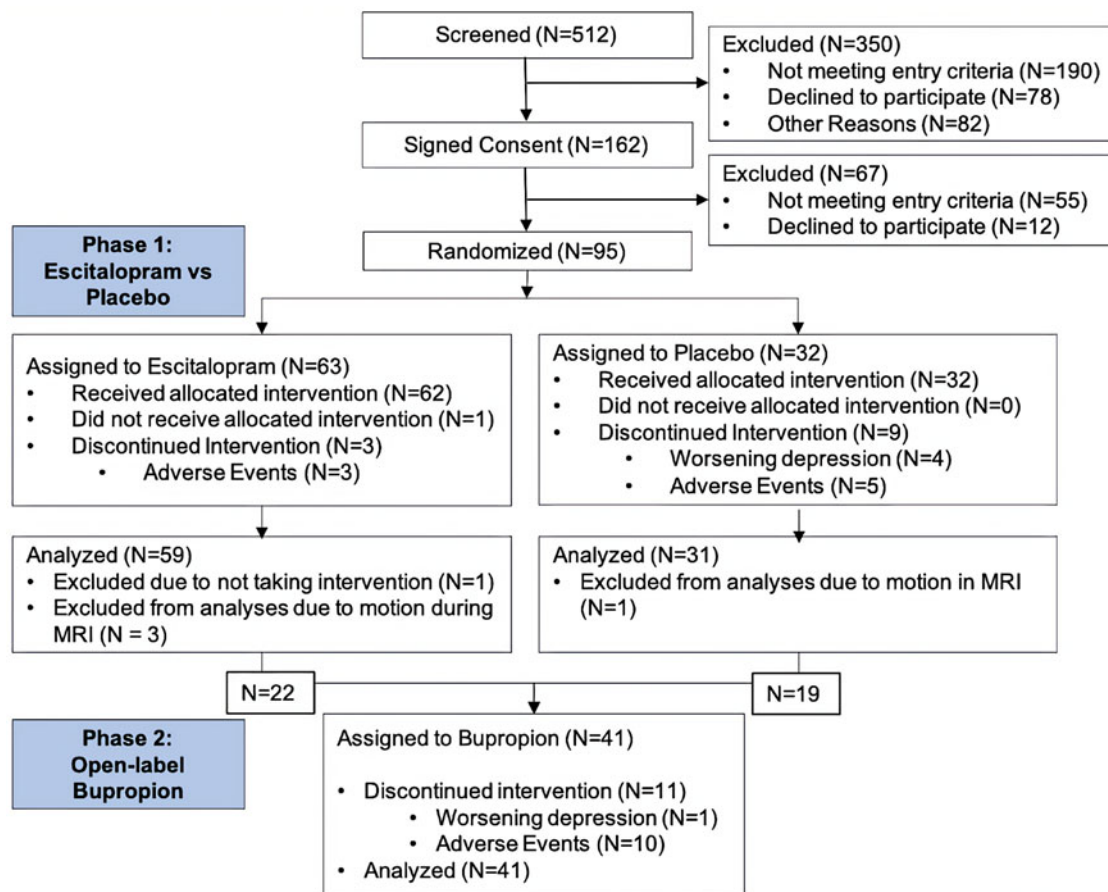 Screened (N=512)
Excluded (N=350)
• Not meeting entry criteria (N=190)
• Declined to participate (N=78)
• Other Reasons (N=82)
Signed Consent (N=162)
Excluded (N=67)
• Not meeting entry criteria (N=55)
• Declined to participate (N=12)
Phase 1:
Escitalopram vs
Placebo
Randomized (N=95)
Assigned to Escitalopram (N=63)
• Received allocated intervention (N=62)
• Did not receive allocated intervention (N=1)
• Discontinued Intervention (N=3)
• Adverse Events (N=3)
Assigned to Placebo (N=32)
• Received allocated intervention (N=32)
• Did not receive allocated intervention (N=0)
• Discontinued Intervention (N=9)
• Worsening depression (N=4)
• Adverse Events (N=5)
Analyzed (N=59)
• Excluded due to not taking intervention (N=1)
• Excluded from analyses due to motion during
MRI (N = 3)
Analyzed (N=31)
• Excluded from analyses due to motion in MRI
(N=1)
N=22
N=19
Phase 2:
Open-label
Bupropion
Assigned to Bupropion (N=41)
• Discontinued intervention (N=11)
• Worsening depression (N=1)
• Adverse Events (N=10)
• Analyzed (N=41)